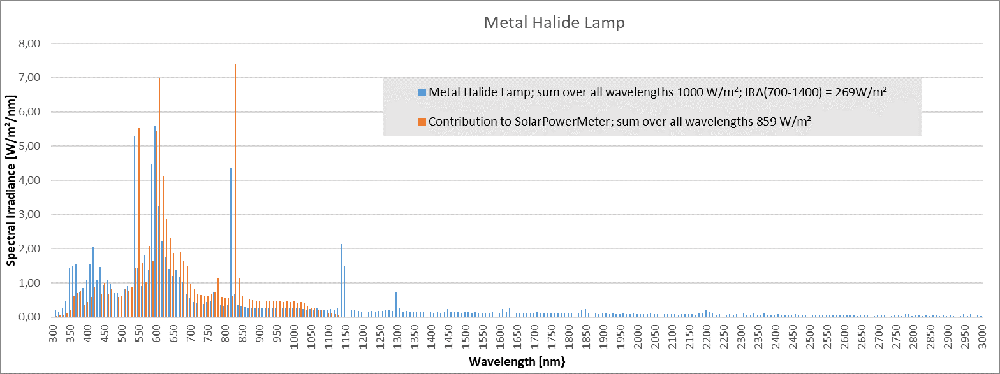 Metal Halide Lamp
Spectral Irradiance [W/m²/nm]
8,00
7,00
6,00
5,00
4,00
3,00
2,00
1,00
0,00
Metal Halide Lamp; sum over all wavelengths 1000 W/m²; IRA(700-1400) = 269W/m²
Contribution to SolarPowerMeter; sum over all wavelengths 859 W/m²
300 350 400 450 500 550 600 650 700 750 800 850 900 950 1000 1050 1100 1150 1200 1250 1300 1350 1400 1450 1500 1550 1600 1650 1700 1750 1800 1850 1900 1950 2000 2050 2100 2150 2200 2250 2300 2350 2400 2450 2500 2550 2600 2650 2700 2750 2800 2850 2900 2950 3000
Wavelength [nm}